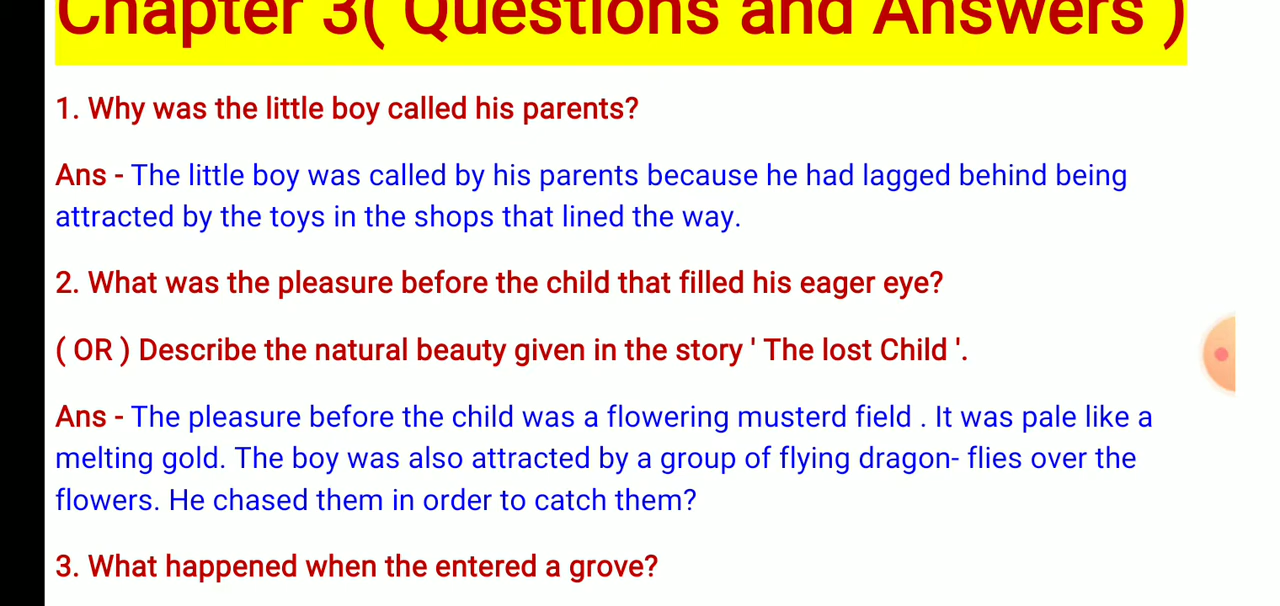 Chapter 3( Questions and Answers )
1. Why was the little boy called his parents?
Ans - The little boy was called by his parents because he had lagged behind being
attracted by the toys in the shops that lined the way.
2. What was the pleasure before the child that filled his eager eye?
( OR ) Describe the natural beauty given in the story ' The lost Child '.
Ans - The pleasure before the child was a flowering musterd field . It was pale like a
melting gold. The boy was also attracted by a group of flying dragon- flies over the
flowers. He chased them in order to catch them?
3. What happened when the entered a grove?